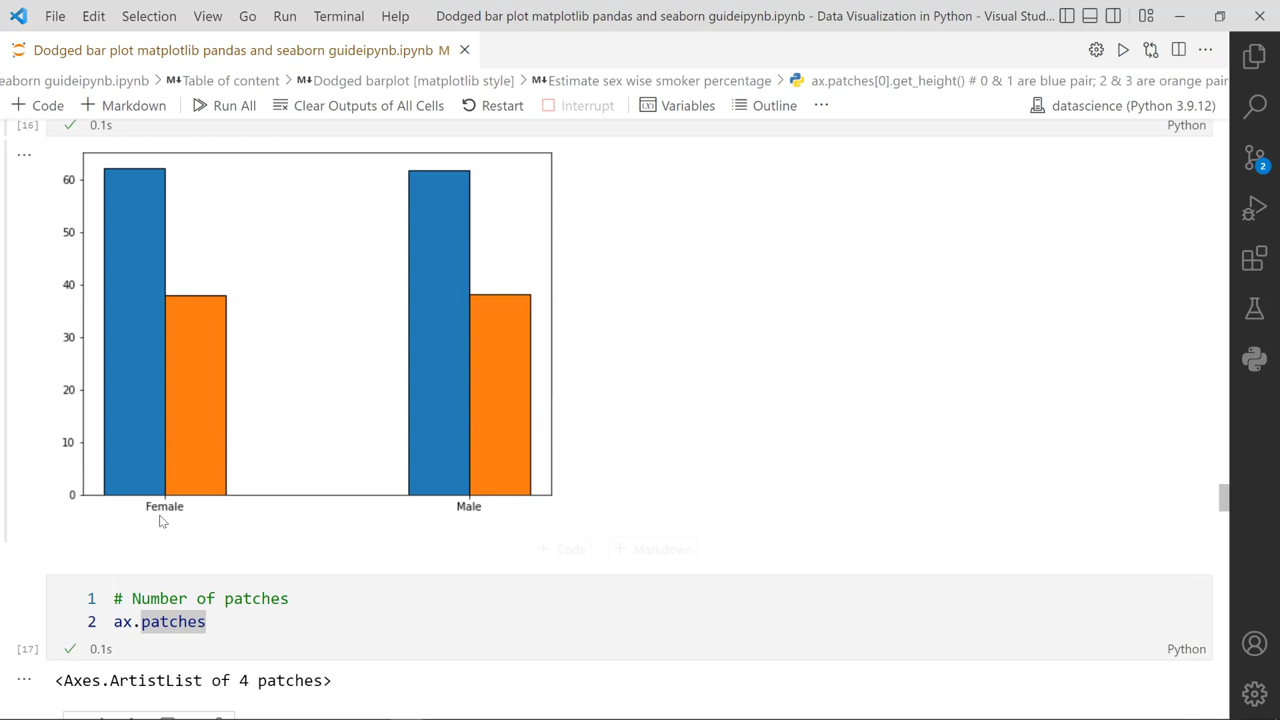 File Edit Selection View Go Run Terminal Help Dodged bar plot matplotlib pandas and seaborn guideipynb.ipynb - Data Visualization in Python - Visual Stud...
Dodged bar plot matplotlib pandas and seaborn guideipynb.ipynb M
eaborn guideipynb.ipynb > M↓Table of content > M↓Dodged barplot [matplotlib style] > M↓Estimate sex wise smoker percentage > ax.patches[0].get_height() # 0 & 1 are blue pair; 2 & 3 are orange pair
+ Code + Markdown Run All Clear Outputs of All Cells Restart Interrupt Variables Outline ... datascience (Python 3.9.12)
[16] 0.1s Python
...
60
50
40
30
20
10
0
Female Male
+ Code + Markdown
1 # Number of patches
2 ax.patches
[17] 0.1s Python
... <Axes.ArtistList of 4 patches>
2